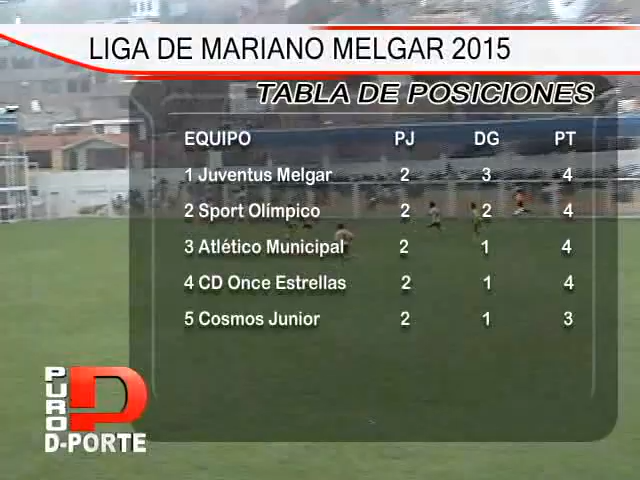 LIGA DE MARIANO MELGAR 2015
TABLA DE POSICIONES
EQUIPO PJ DG PT
1 Juventus Melgar 2 3 4
2 Sport Olímpico 2 2 4
3 Atlético Municipal 2 1 4
4 CD Once Estrellas 2 1 4
5 Cosmos Junior 2 1 3
PURO
D-PORTE